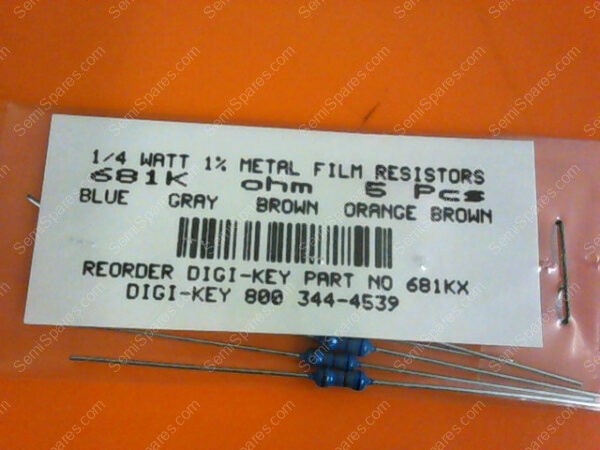 1/4 WATT 1% METAL FILM RESISTORS
681K ohm 5 Pcs
BLUE GRAY BROWN ORANGE BROWN
REORDER DIGI-KEY PART NO 681KX
DIGI-KEY 800 344-4539
SemiSpares.com